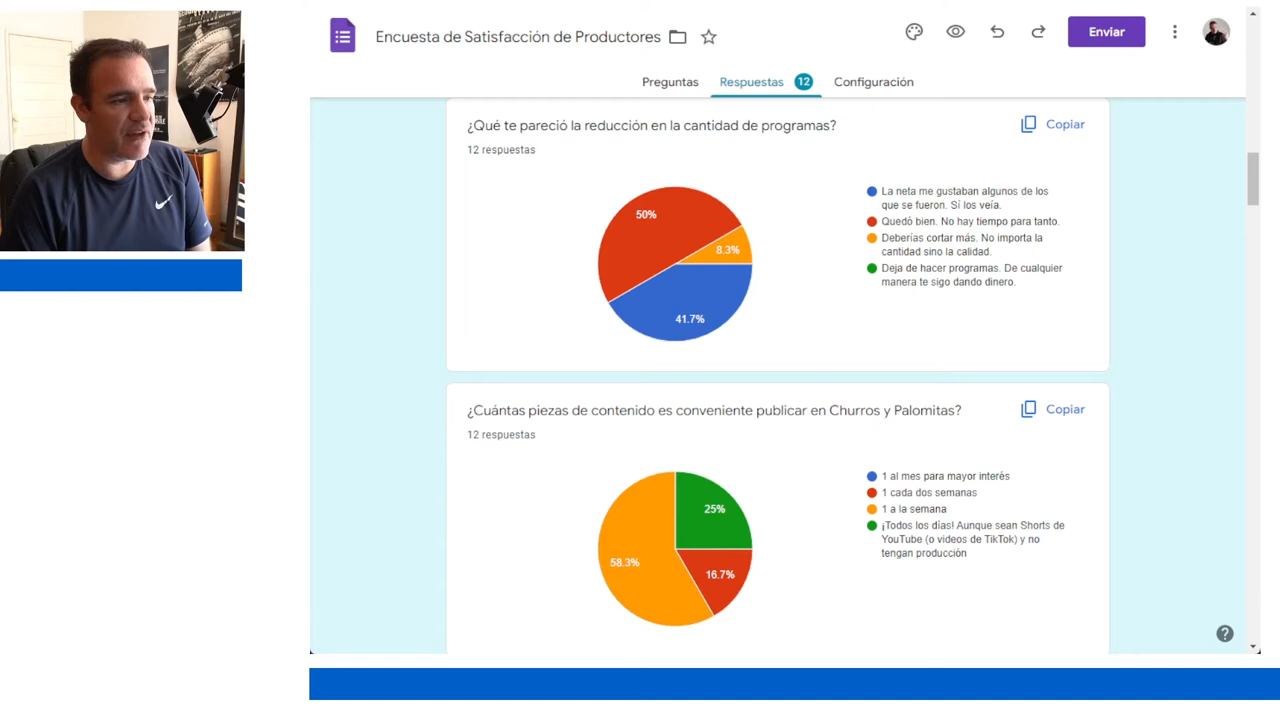 Encuesta de Satisfacción de Productores
Enviar
Preguntas
Respuestas 12
Configuración
¿Qué te pareció la reducción en la cantidad de programas?
Copiar
12 respuestas
50%
8.3%
41.7%
La neta me gustaban algunos de los
que se fueron. Sí los veía.
Quedó bien. No hay tiempo para tanto.
Deberías cortar más. No importa la
cantidad sino la calidad.
Deja de hacer programas. De cualquier
manera te sigo dando dinero.
¿Cuántas piezas de contenido es conveniente publicar en Churros y Palomitas?
Copiar
12 respuestas
25%
58.3%
16.7%
1 al mes para mayor interés
1 cada dos semanas
1 a la semana
¡Todos los días! Aunque sean Shorts de
YouTube (o videos de TikTok) y no
tengan producción